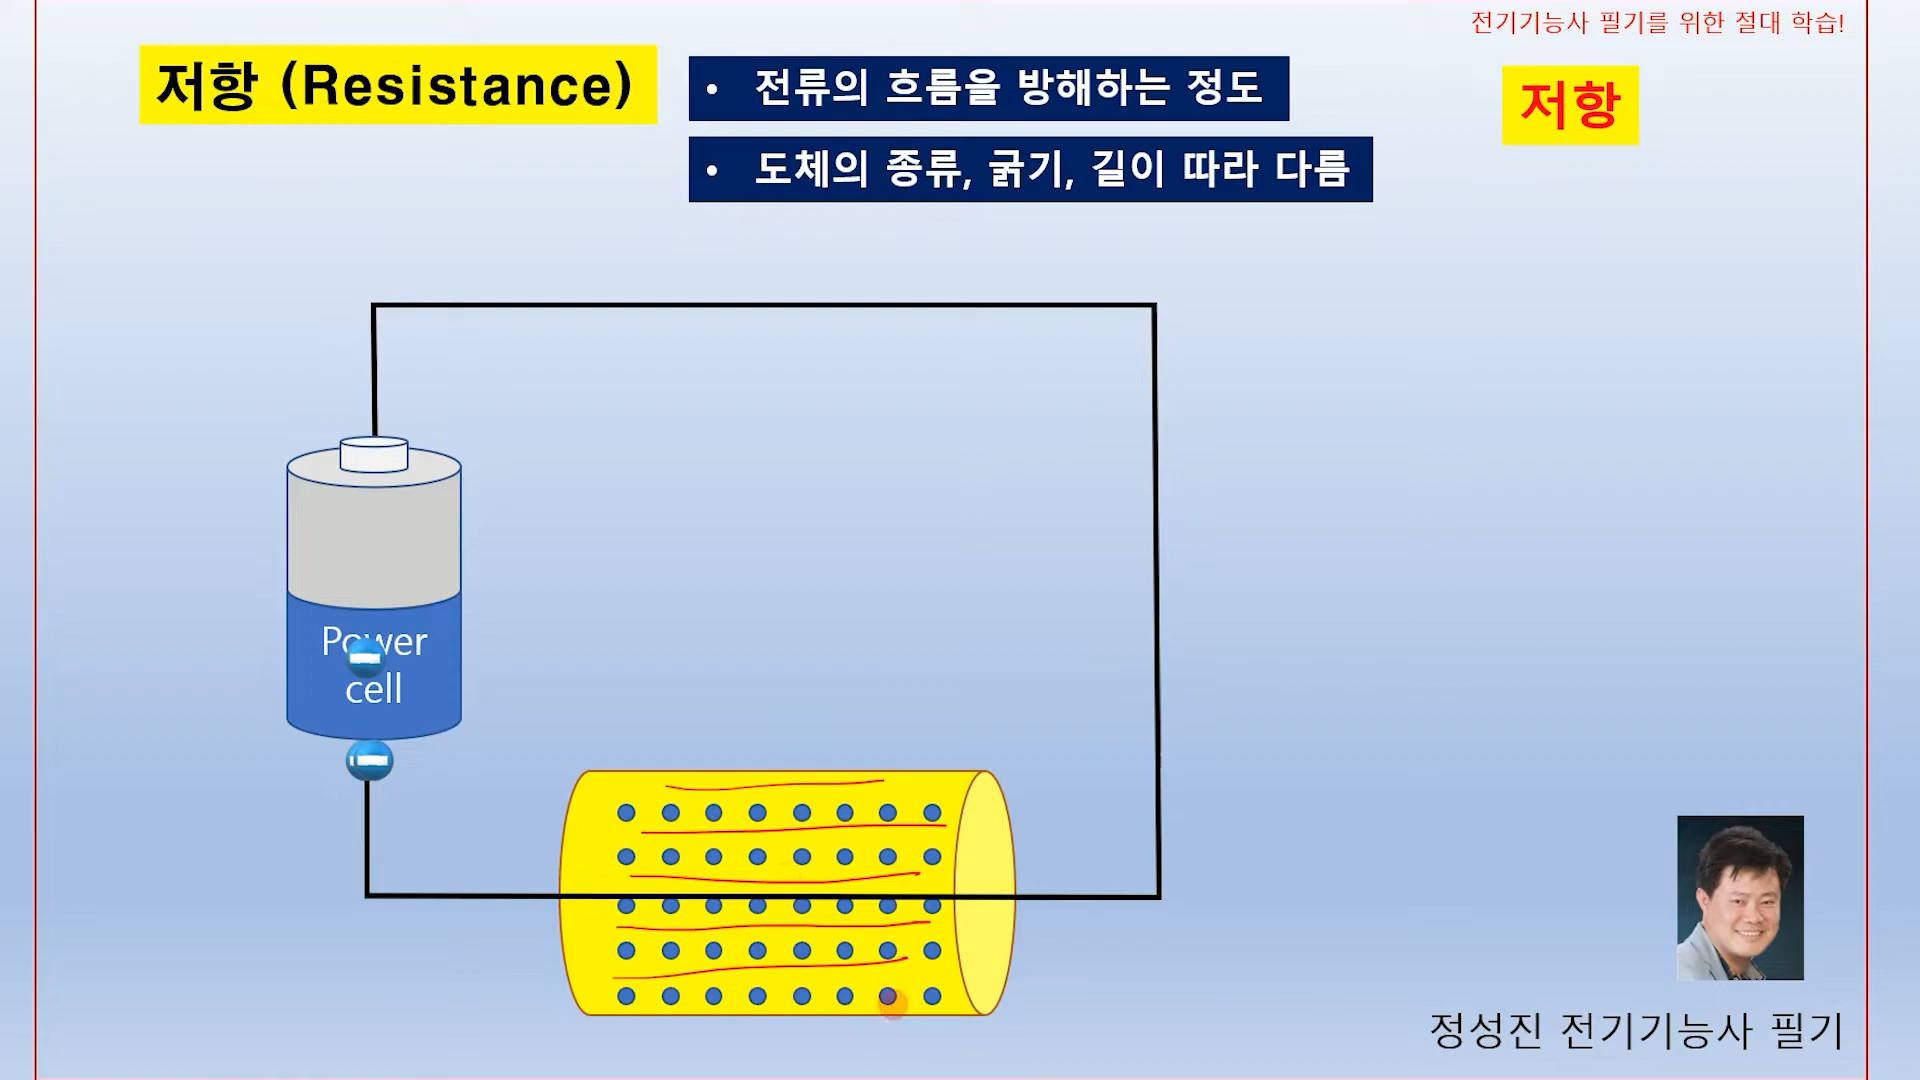 전기기능사 필기를 위한 절대 학습!
저항 (Resistance)
• 전류의 흐름을 방해하는 정도
저항
• 도체의 종류, 굵기, 길이 따라 다름
Power
cell
정성진 전기기능사 필기